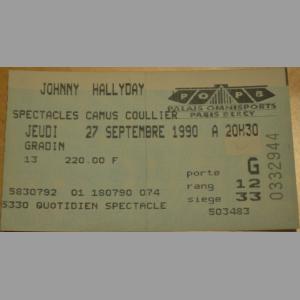 JOHNNY HALLYDAY
POPB
PALAIS OMNISPORTS
PARIS BERCY
SPECTACLES CAMUS COULLIER
JEUDI 27 SEPTEMBRE 1990 A 20H30
GRADIN
13 220.00 F
porte G
rang 12
siege 33
5830792 01 180790 074
5330 QUOTIDIEN SPECTACLE
503483
0332944